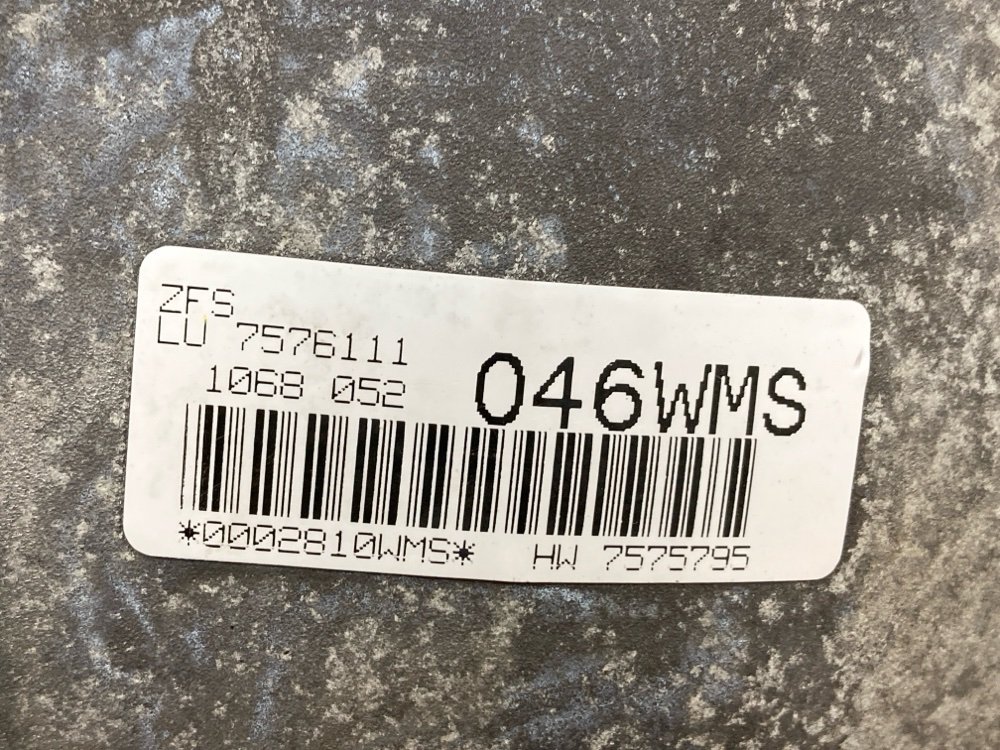 ZFS
LU 7576111
1068 052
046WMS
*0002810WMS* HW 7575795